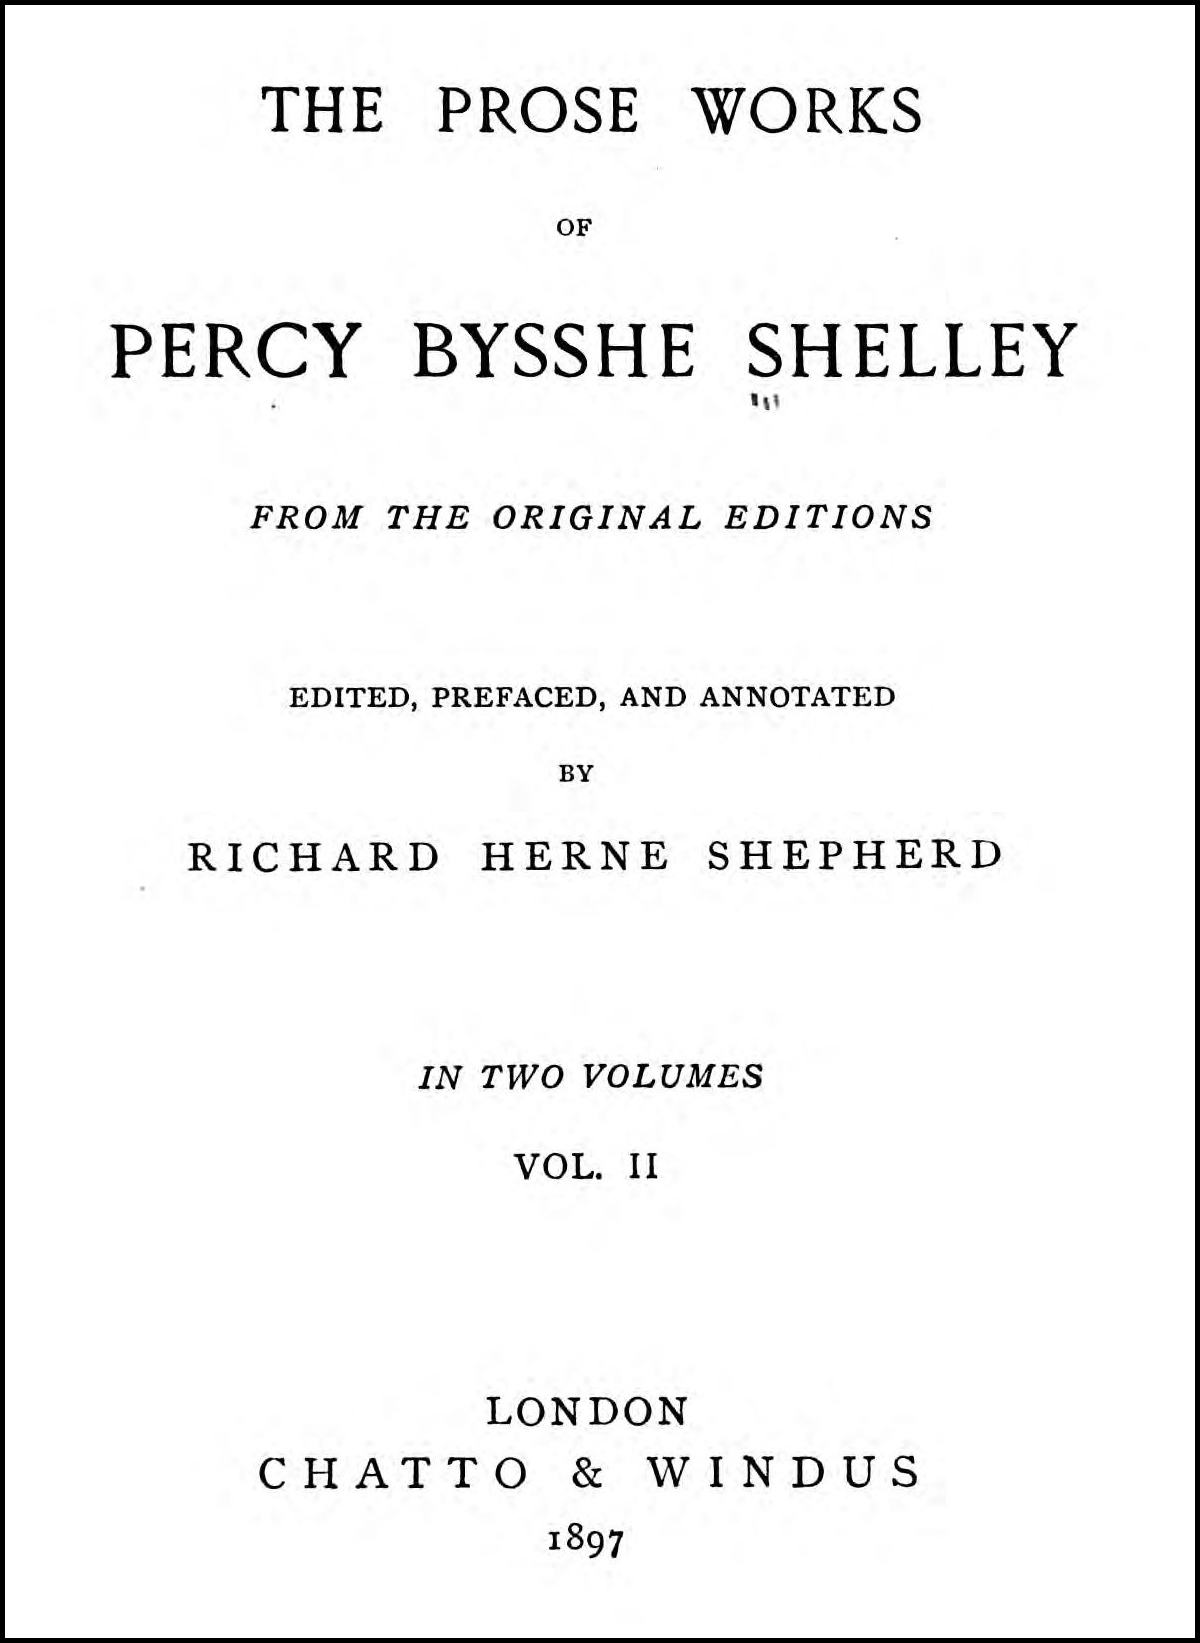 THE PROSE WORKS
OF
PERCY BYSSHE SHELLEY
FROM THE ORIGINAL EDITIONS
EDITED, PREFACED, AND ANNOTATED
BY
RICHARD HERNE SHEPHERD
IN TWO VOLUMES
VOL. II
LONDON
CHATTO & WINDUS
1897